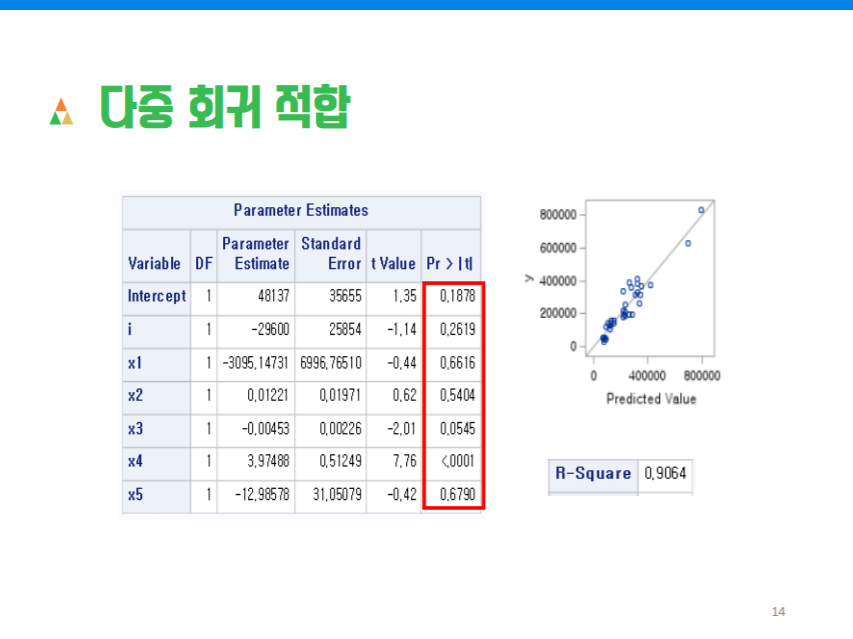 다중 회귀 적합
Parameter Estimates
Variable DF Parameter Estimate Standard Error t Value Pr > |t|
Intercept 1 48137 35655 1,35 0,1878
i 1 -29600 25854 -1,14 0,2619
x1 1 -3095,14731 6996,76510 -0,44 0,6616
x2 1 0,01221 0,01971 0,62 0,5404
x3 1 -0,00453 0,00226 -2,01 0,0545
x4 1 3,97488 0,51249 7,76 <,0001
x5 1 -12,98578 31,05079 -0,42 0,6790
800000
600000
400000
200000
0
y
0 400000 800000
Predicted Value
R-Square 0,9064
14